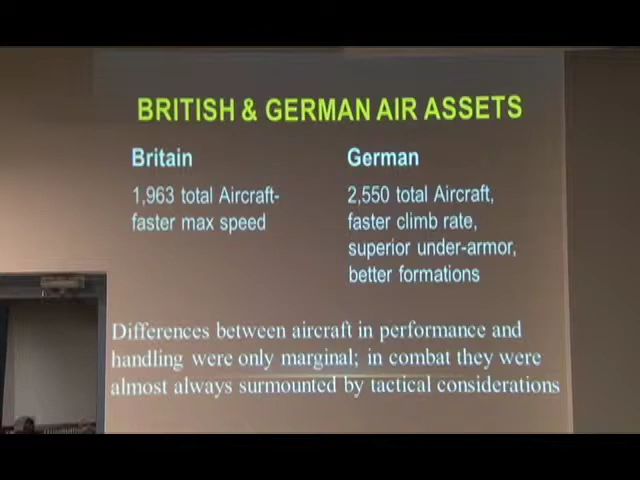 BRITISH & GERMAN AIR ASSETS
Britain
1,963 total Aircraft-
faster max speed
German
2,550 total Aircraft,
faster climb rate,
superior under-armor,
better formations
Differences between aircraft in performance and
handling were only marginal; in combat they were
almost always surmounted by tactical considerations